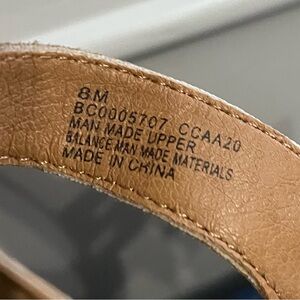 8M
BC0005707 CCAA20
MAN MADE UPPER
BALANCE MAN MADE MATERIALS
MADE IN CHINA